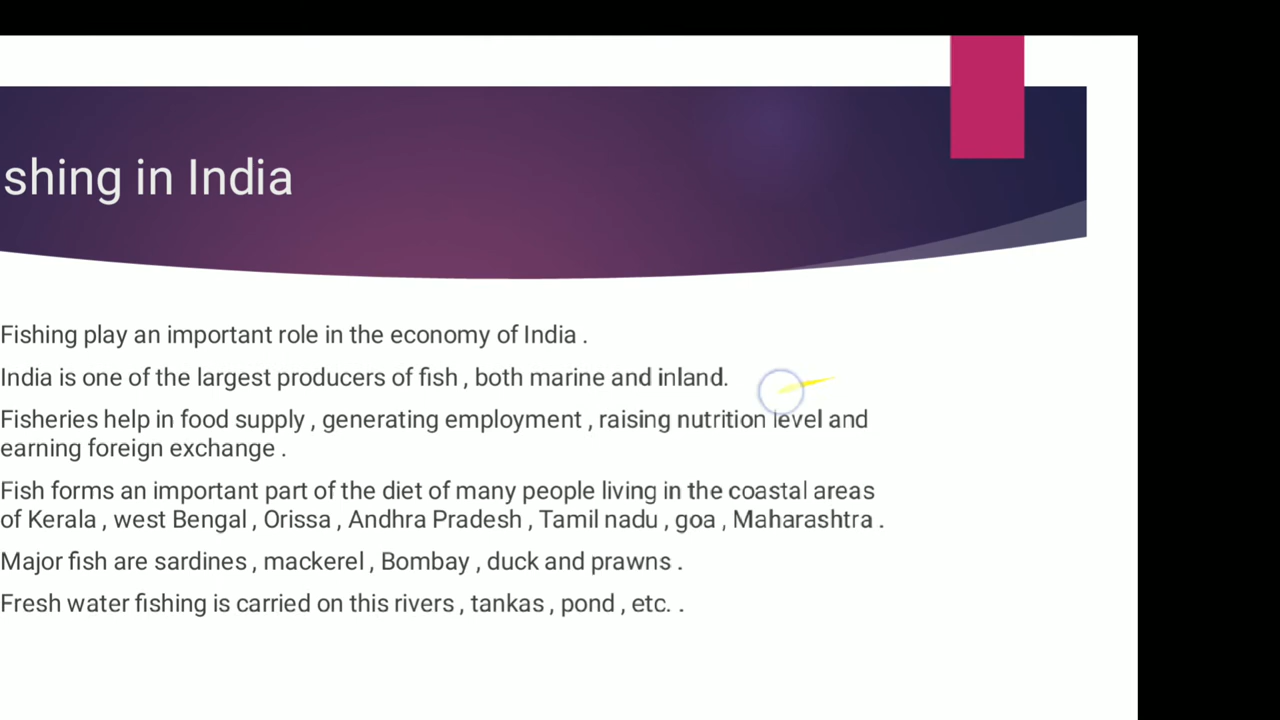 shing in India
Fishing play an important role in the economy of India .
India is one of the largest producers of fish , both marine and inland.
Fisheries help in food supply , generating employment , raising nutrition level and
earning foreign exchange .
Fish forms an important part of the diet of many people living in the coastal areas
of Kerala , west Bengal , Orissa , Andhra Pradesh , Tamil nadu , goa , Maharashtra .
Major fish are sardines , mackerel , Bombay , duck and prawns .
Fresh water fishing is carried on this rivers , tankas , pond , etc. .